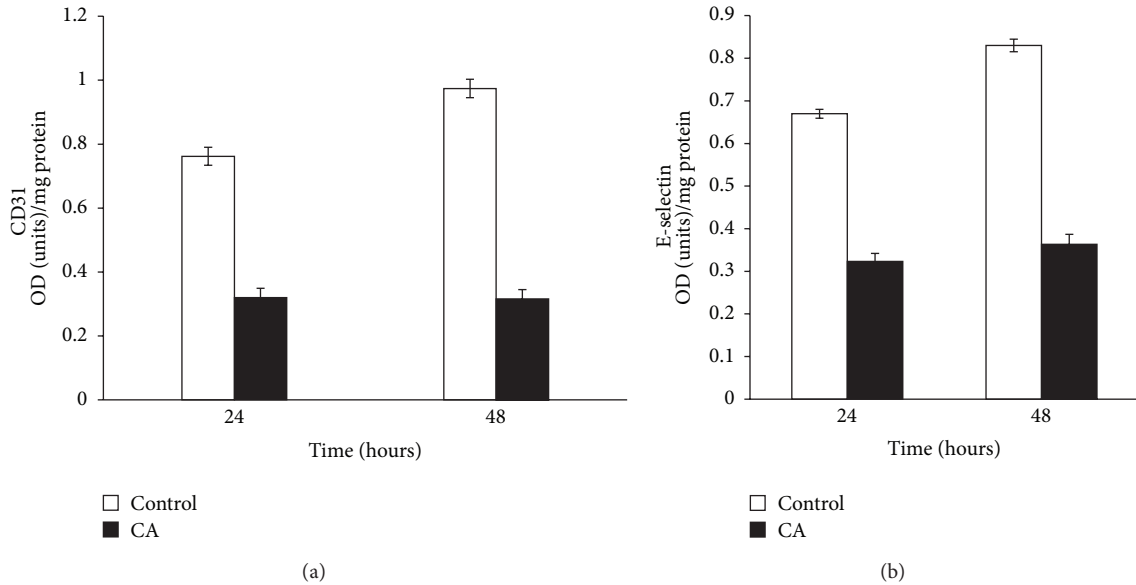 CD31
OD (units)/mg protein
1.2
1
0.8
0.6
0.4
0.2
0
24
48
Time (hours)
Control
CA
(a)
E-selectin
OD (units)/mg protein
0.9
0.8
0.7
0.6
0.5
0.4
0.3
0.2
0.1
0
24
48
Time (hours)
Control
CA
(b)